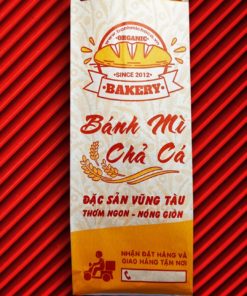 ORGANIC
•SINCE 2012•
•BAKERY•
Bánh Mì
Chả Cá
ĐẶC SẢN VŨNG TÀU
THƠM NGON - NÓNG GIÒN
NHẬN ĐẶT HÀNG VÀ
GIAO HÀNG TẬN NƠI